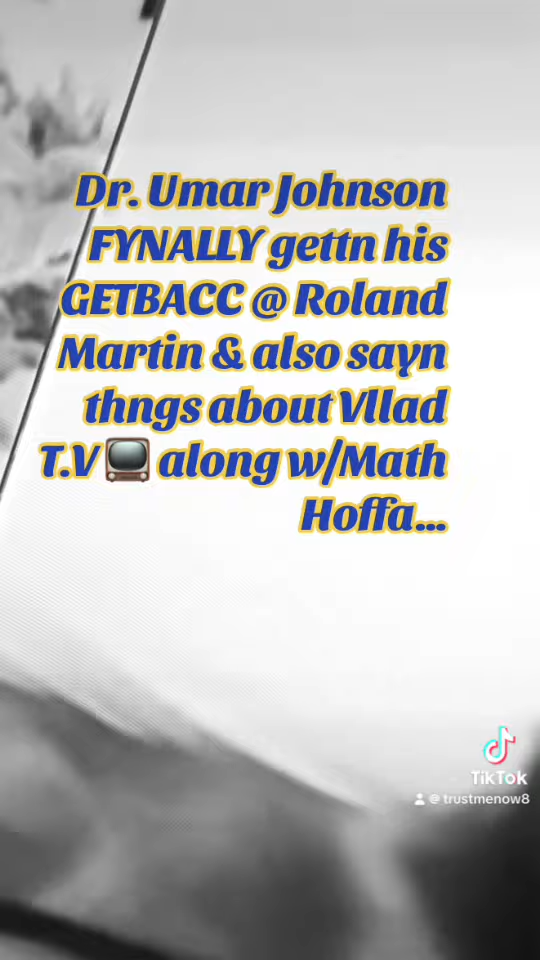 Dr. Umar Johnson
FYNALLY gettn his
GETBACC @ Roland
Martin & also sayn
thngs about Vllad
T.V📺 along w/Math
Hoffa...
TikTok
@trustmenow8